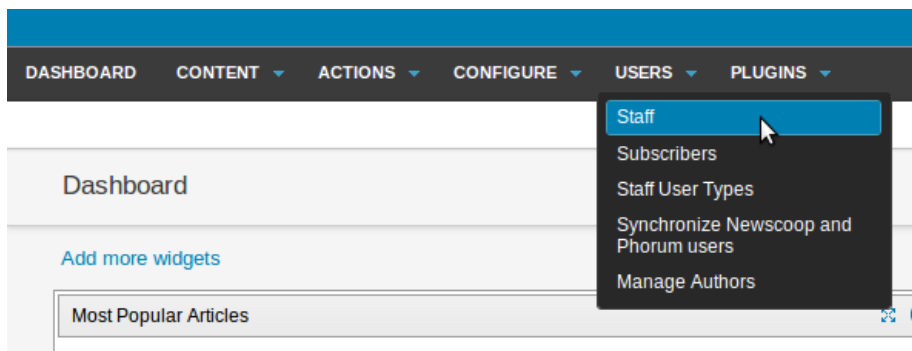 DASHBOARD CONTENT ACTIONS CONFIGURE USERS PLUGINS
Staff
Subscribers
Staff User Types
Synchronize Newscoop and
Phorum users
Manage Authors
Dashboard
Add more widgets
Most Popular Articles